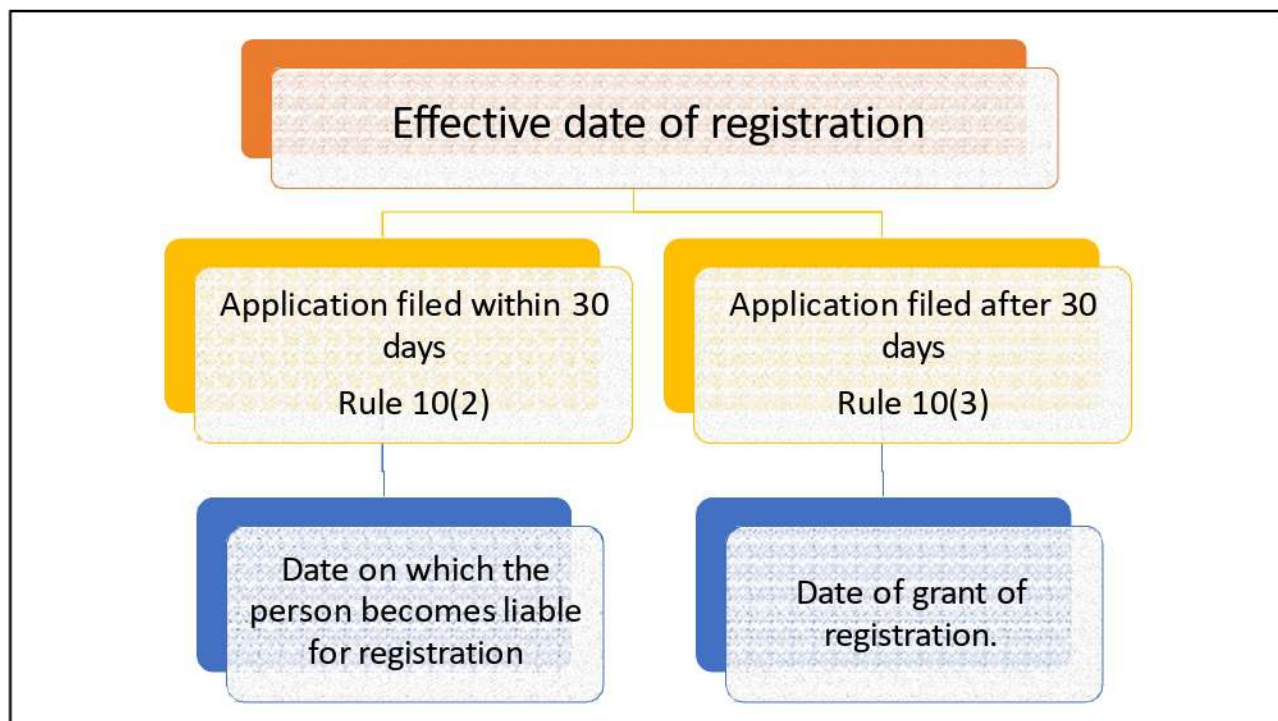 Effective date of registration
Application filed within 30
days
Rule 10(2)
Application filed after 30
days
Rule 10(3)
Date on which the
person becomes liable
for registration
Date of grant of
registration.